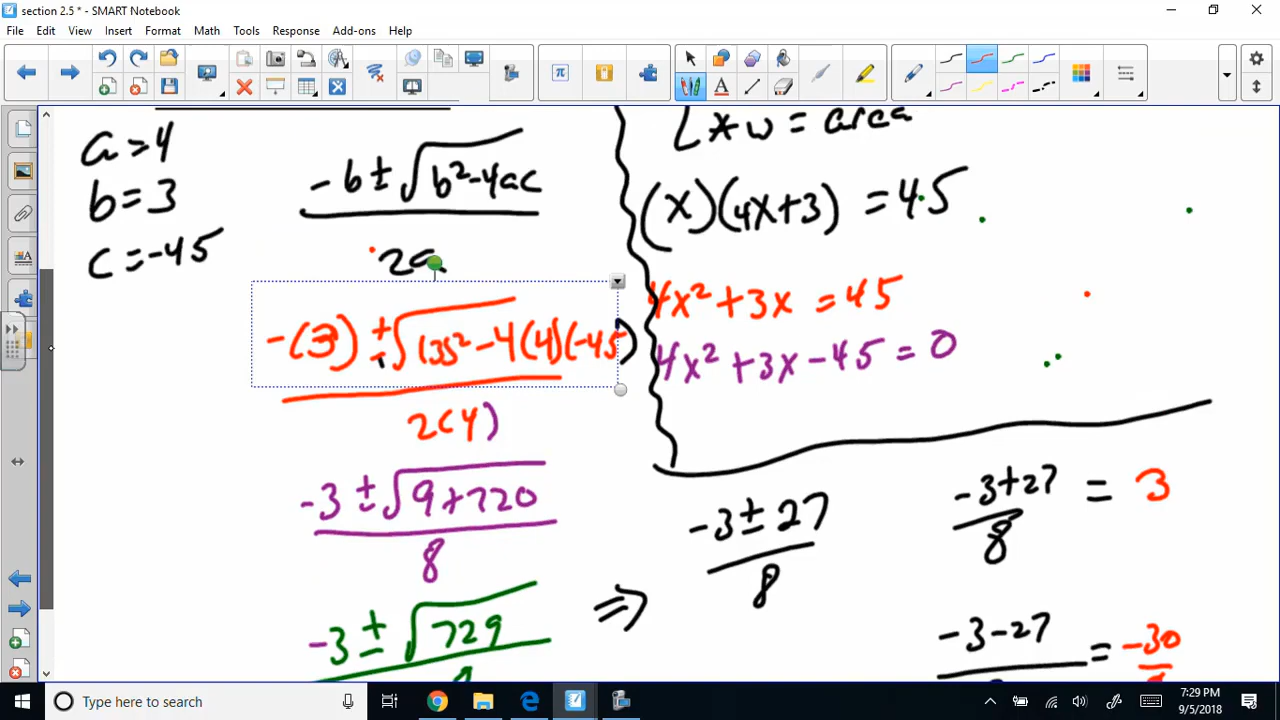 section 2.5 * - SMART Notebook
File Edit View Insert Format Math Tools Response Add-ons Help
a=4
b=3
c=-45
-b±√b²-4ac
2a
-(3) ±√(3)²-4(4)(-45)
2(4)
-3 ±√9+720
8
-3 ±√729
L * w = area
(x)(4x+3) =45
4x²+3x=45
4x²+3x-45=0
-3±27
8
-3+27 = 3
8
⇒
-3-27 = -30
Type here to search
7:29 PM
9/5/2018